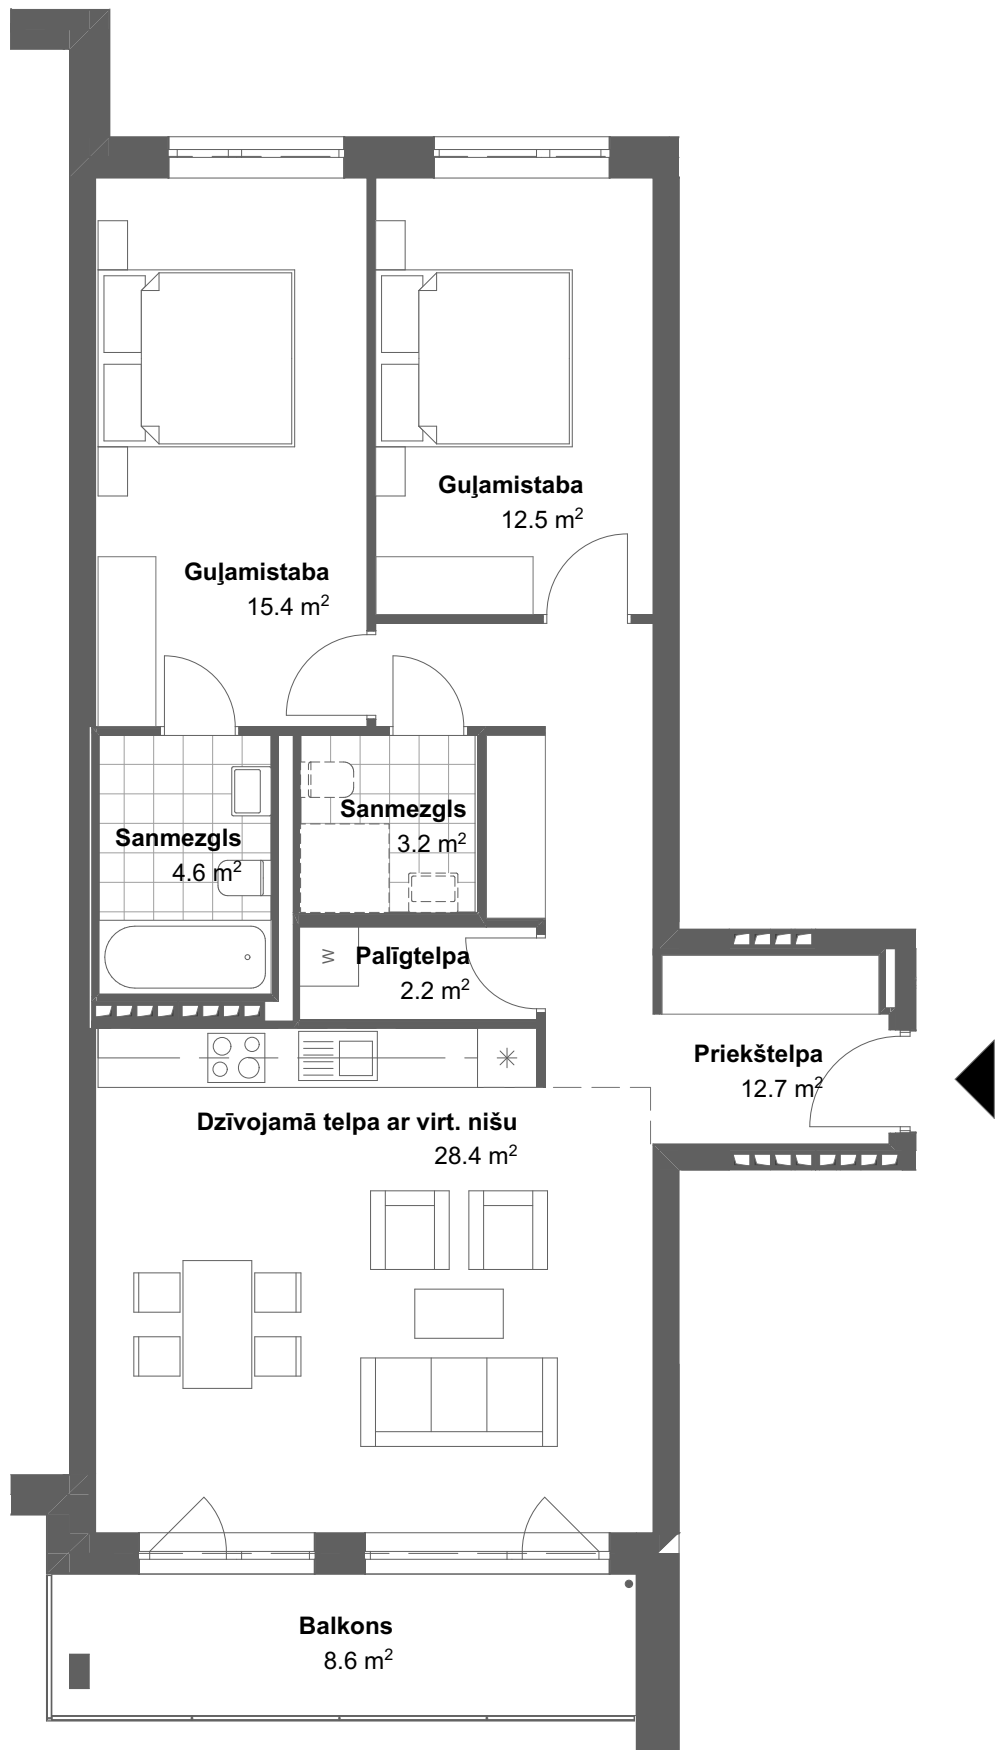 Guļamistaba
12.5 m²
Guļamistaba
15.4 m²
Sanmezgls
3.2 m²
Sanmezgls
4.6 m²
W
Palīgtelpa
2.2 m²
Priekštelpa
12.7 m²
Dzīvojamā telpa ar virt. nišu
28.4 m²
Balkons
8.6 m²